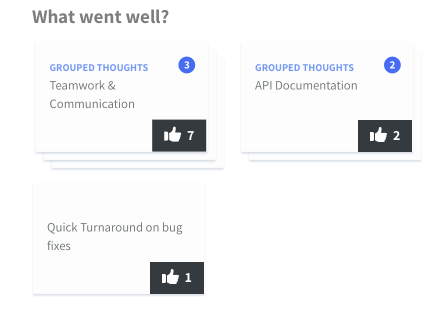 What went well?
GROUPED THOUGHTS 3
Teamwork &
Communication
7
GROUPED THOUGHTS 2
API Documentation
2
Quick Turnaround on bug
fixes
1